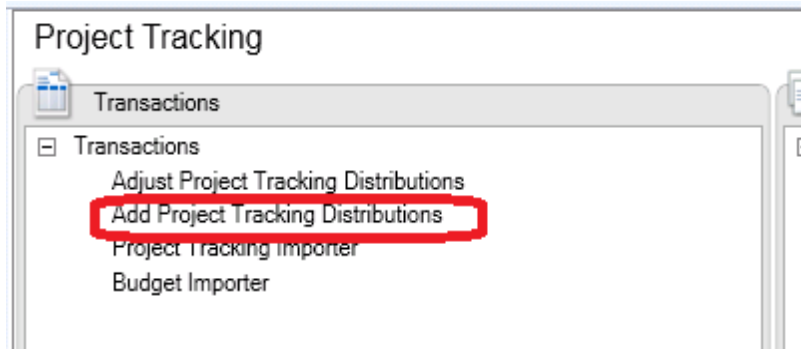 Project Tracking
Transactions
Transactions
Adjust Project Tracking Distributions
Add Project Tracking Distributions
Project Tracking Importer
Budget Importer